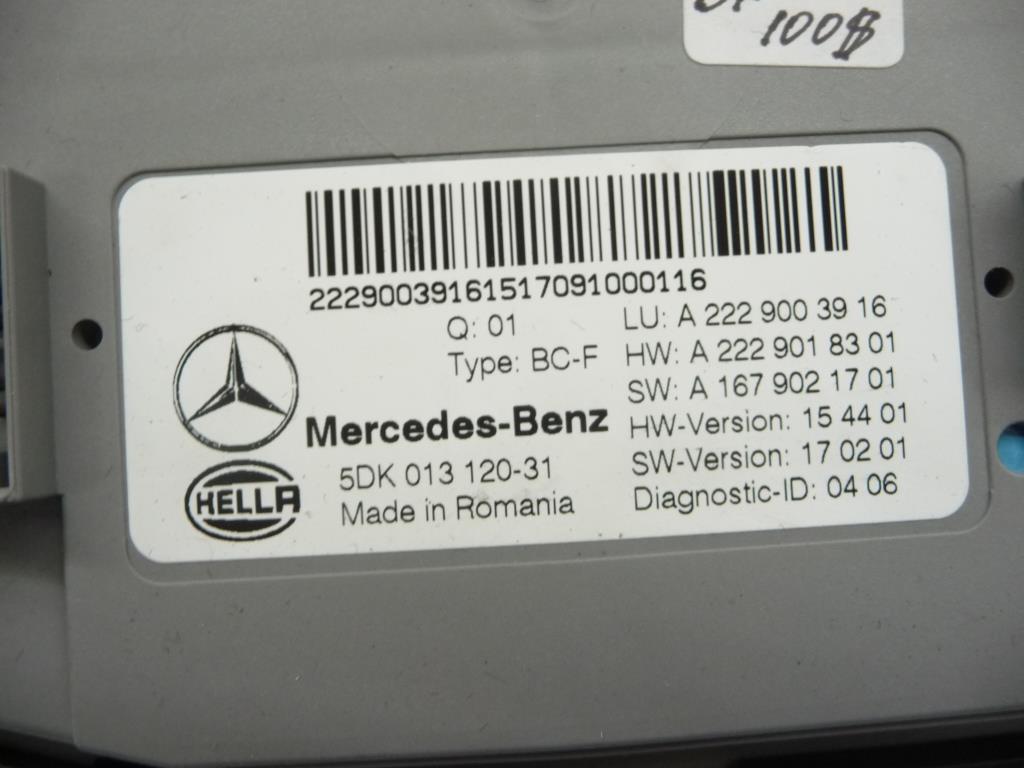 100$
222900391615170910001​16
Q: 01
Type: BC-F
Mercedes-Benz
HELLA
5DK 013 120-31
Made in Romania
LU: A 222 900 39 16
HW: A 222 901 83 01
SW: A 167 902 17 01
HW-Version: 15 44 01
SW-Version: 17 02 01
Diagnostic-ID: 04 06